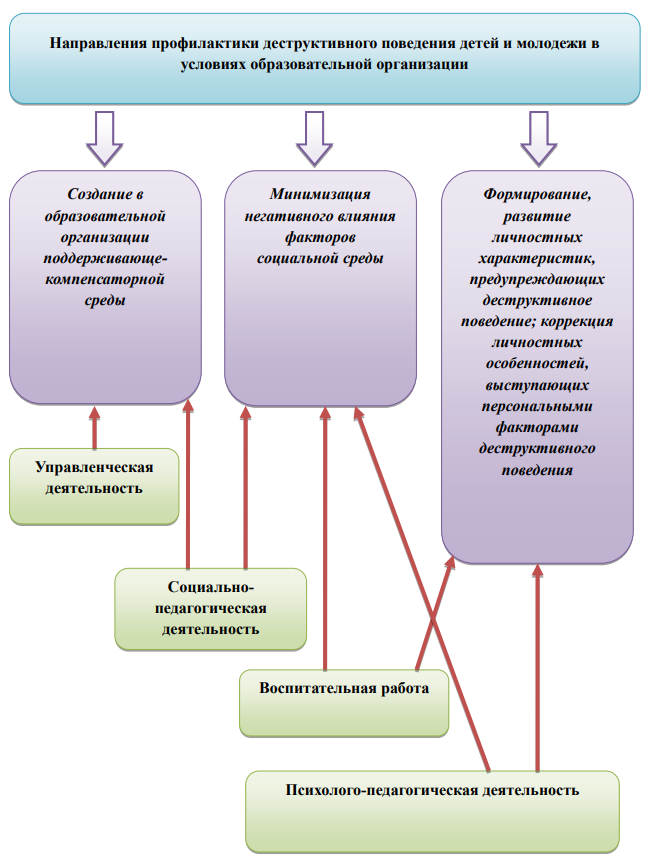 Направления профилактики деструктивного поведения детей и молодежи в
условиях образовательной организации
Создание в
образовательной
организации
поддерживающе-
компенсаторной
среды
Минимизация
негативного влияния
факторов
социальной среды
Формирование,
развитие
личностных
характеристик,
предупреждающих
деструктивное
поведение; коррекция
личностных
особенностей,
выступающих
персональными
факторами
деструктивного
поведения
Управленческая
деятельность
Социально-
педагогическая
деятельность
Воспитательная работа
Психолого-педагогическая деятельность